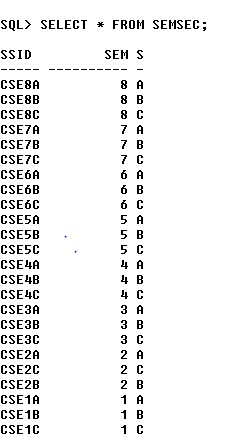 SQL> SELECT * FROM SEMSEC;
SSID SEM S
----- ---------- -
CSE8A 8 A
CSE8B 8 B
CSE8C 8 C
CSE7A 7 A
CSE7B 7 B
CSE7C 7 C
CSE6A 6 A
CSE6B 6 B
CSE6C 6 C
CSE5A 5 A
CSE5B 5 B
CSE5C 5 C
CSE4A 4 A
CSE4B 4 B
CSE4C 4 C
CSE3A 3 A
CSE3B 3 B
CSE3C 3 C
CSE2A 2 A
CSE2C 2 C
CSE2B 2 B
CSE1A 1 A
CSE1B 1 B
CSE1C 1 C